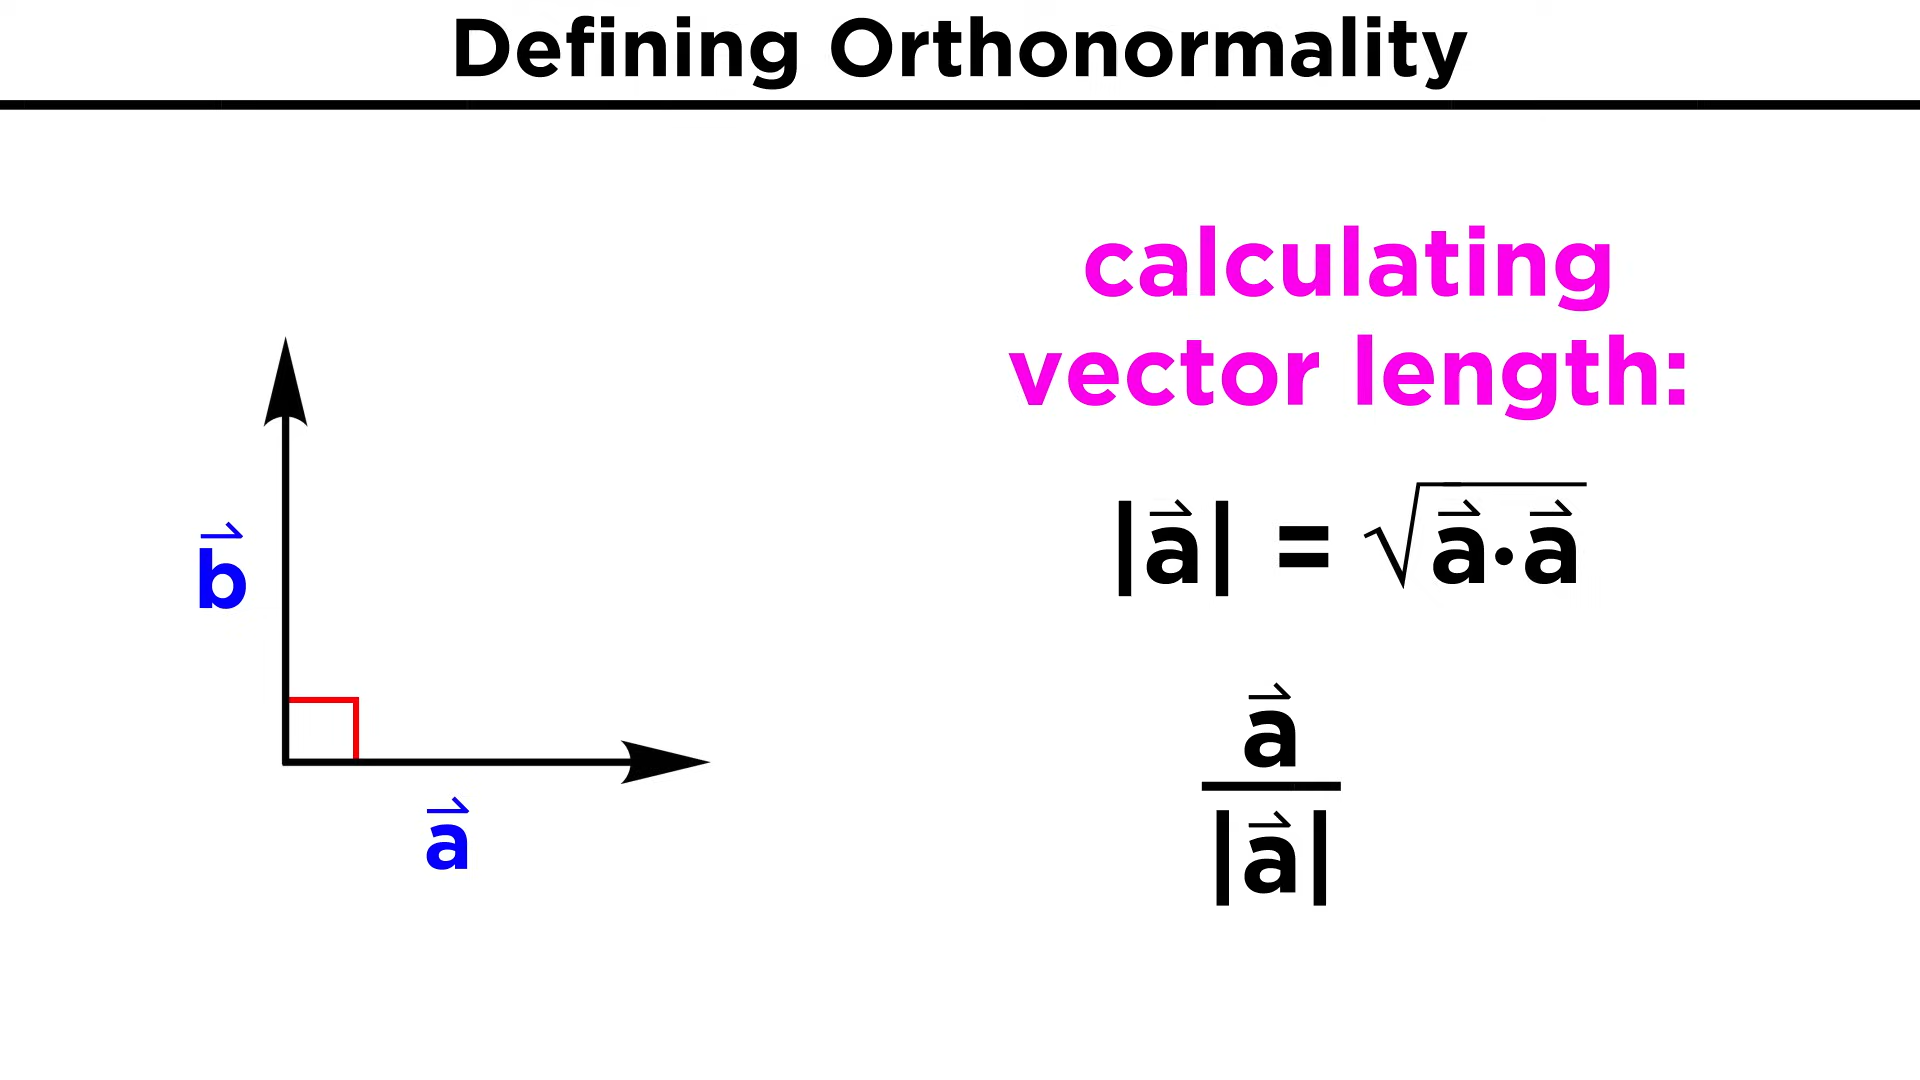 Defining Orthonormality
calculating
vector length:
|a⃗| = √a⃗·a⃗
b⃗
a⃗
a⃗
|a⃗|